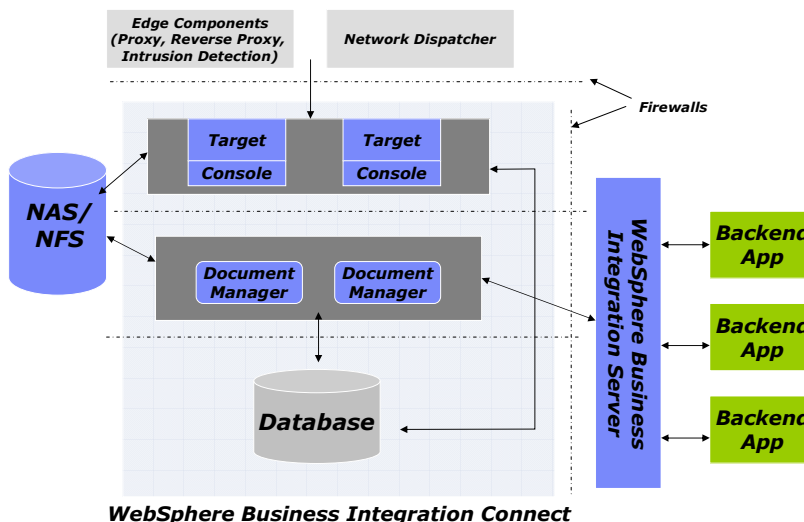 Edge Components
(Proxy, Reverse Proxy,
Intrusion Detection)
Network Dispatcher
Firewalls
Target
Console
Target
Console
NAS/
NFS
Document
Manager
Document
Manager
Database
WebSphere Business
Integration Server
Backend
App
Backend
App
Backend
App
WebSphere Business Integration Connect